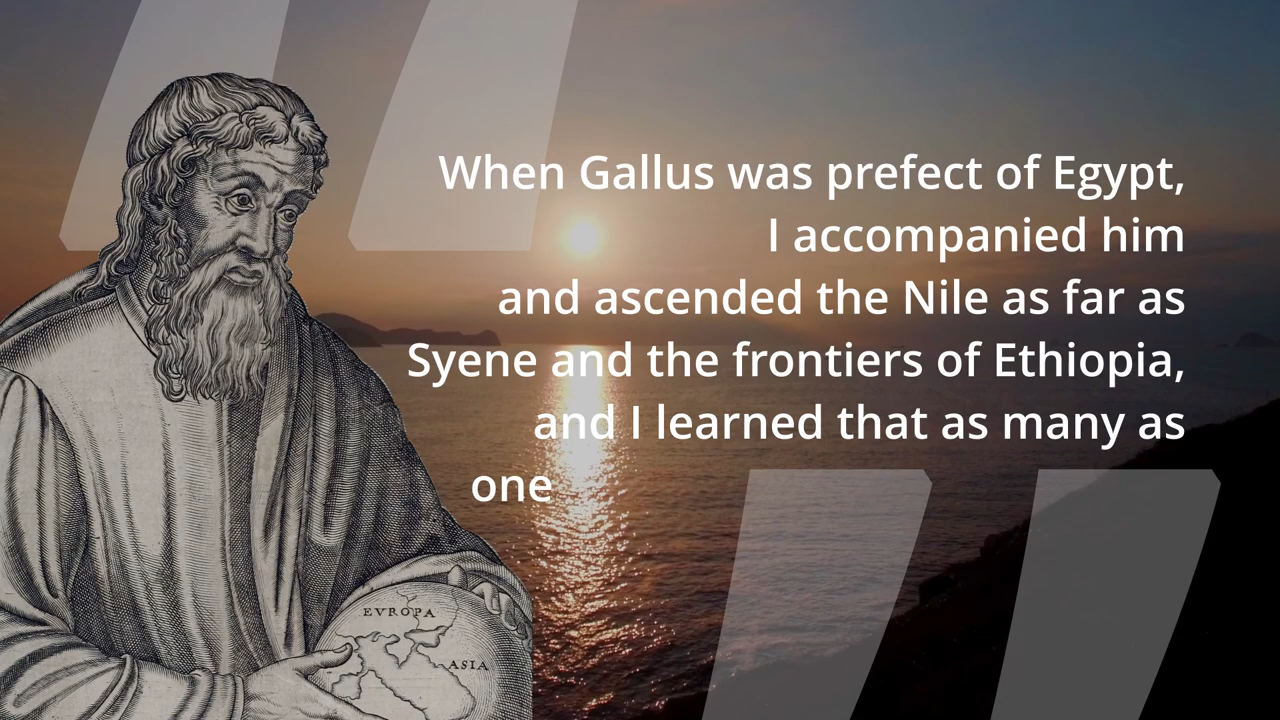 When Gallus was prefect of Egypt,
I accompanied him
and ascended the Nile as far as
Syene and the frontiers of Ethiopia,
and I learned that as many as
one
EVROPA
ASIA